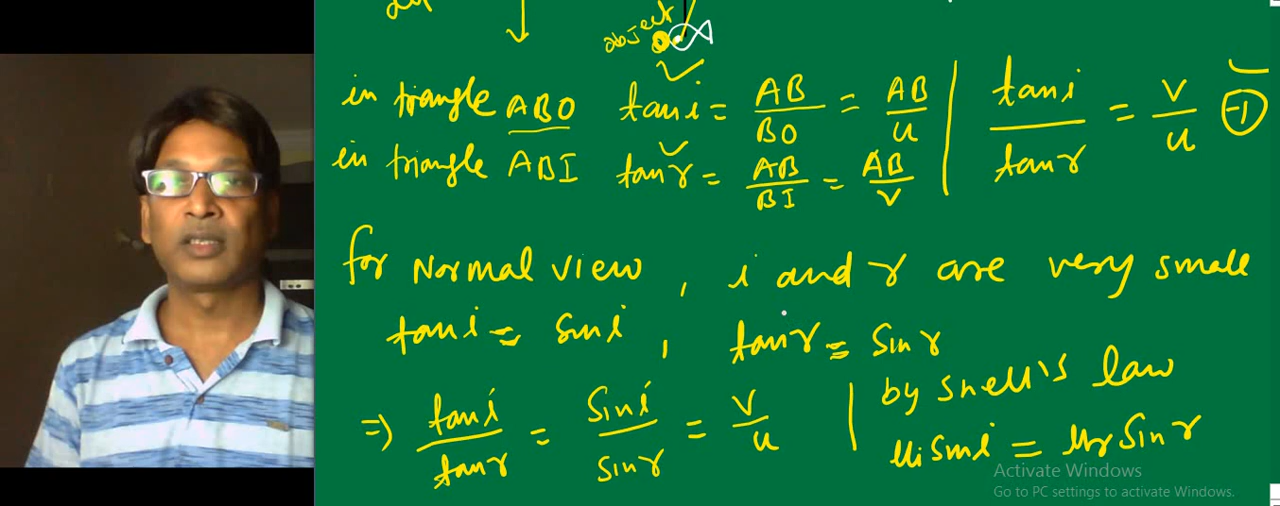 object
in triangle ABO tan i = AB/BO = AB/u | tan i/tan r = v/u (1)
in triangle ABI tan r = AB/BI = AB/v
for Normal view, i and r are very small
tan i = sin i, tan r = sin r
=> tan i/tan r = sin i/sin r = v/u | by snell's law
μi sin i = μr sin r
Activate Windows
Go to PC settings to activate Windows.